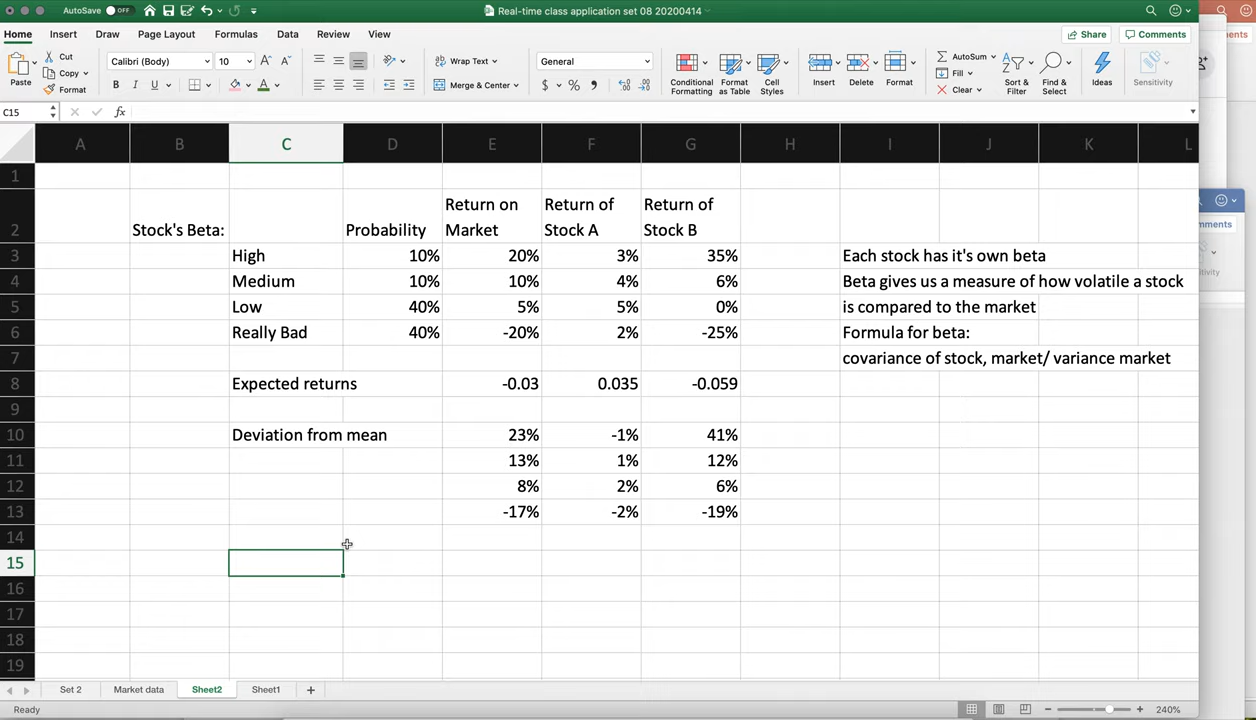 AutoSave OFF
Real-time class application set 08 20200414
Home Insert Draw Page Layout Formulas Data Review View Share Comments
Paste Cut Copy Format
Calibri (Body) 10 Wrap Text General
B I U A Merge & Center $ % 9
Conditional Formatting Format as Table Cell Styles Insert Delete Format
AutoSum Fill Clear Sort & Filter Find & Select Ideas Sensitivity
C15 fx
A B C D E F G H I J K L
1
2 Stock's Beta: Probability Return on Market Return of Stock A Return of Stock B
3 High 10% 20% 3% 35% Each stock has it's own beta
4 Medium 10% 10% 4% 6% Beta gives us a measure of how volatile a stock
5 Low 40% 5% 5% 0% is compared to the market
6 Really Bad 40% -20% 2% -25% Formula for beta:
7 covariance of stock, market/ variance market
8 Expected returns -0.03 0.035 -0.059
9
10 Deviation from mean 23% -1% 41%
11 13% 1% 12%
12 8% 2% 6%
13 -17% -2% -19%
14
15
16
17
18
19
Set 2 Market data Sheet2 Sheet1
Ready 240%